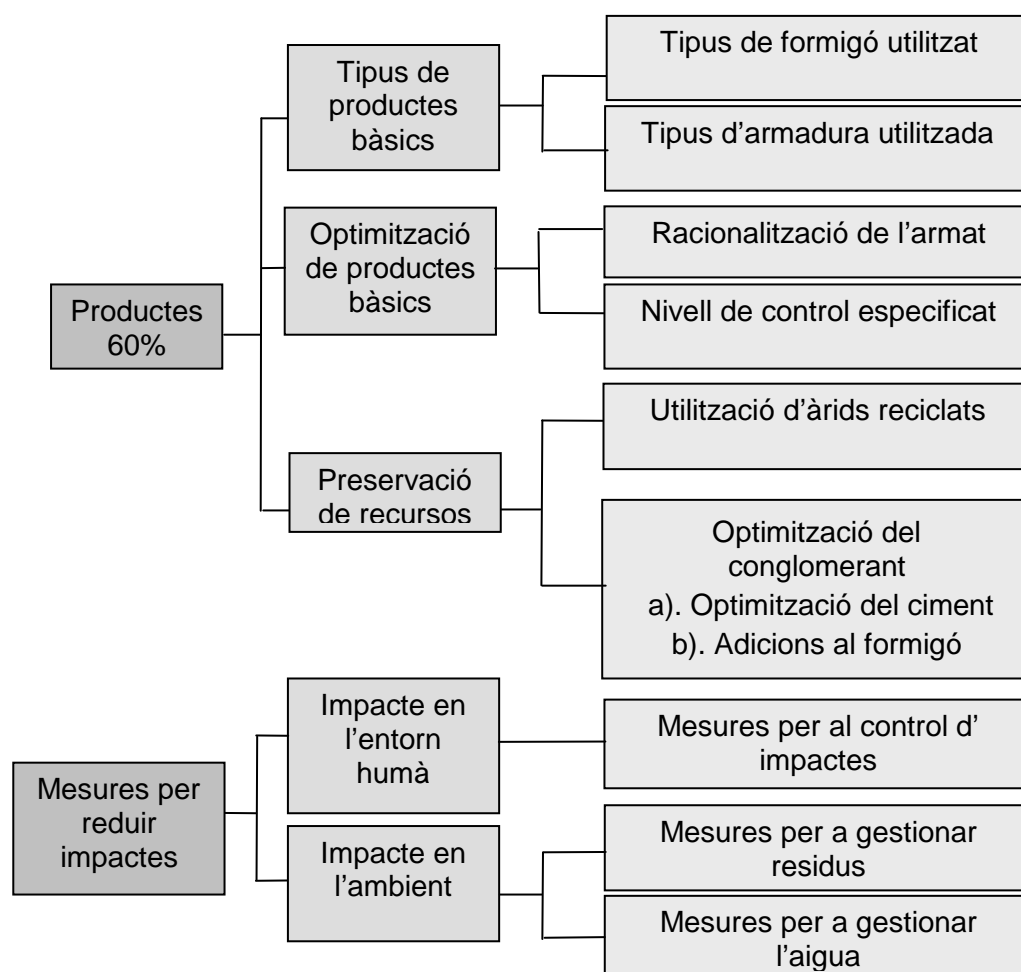 Productes
60%
Tipus de
productes
bàsics
Tipus de formigó utilitzat
Tipus d’armadura utilitzada
Optimització
de productes
bàsics
Racionalització de l’armat
Nivell de control especificat
Preservació
de recursos
Utilització d’àrids reciclats
Optimització del
conglomerant
a). Optimització del ciment
b). Adicions al formigó
Mesures per
reduir
impactes
Impacte en
l’entorn
humà
Mesures per al control d’
impactes
Impacte en
l’ambient
Mesures per a gestionar
residus
Mesures per a gestionar
l’aigua